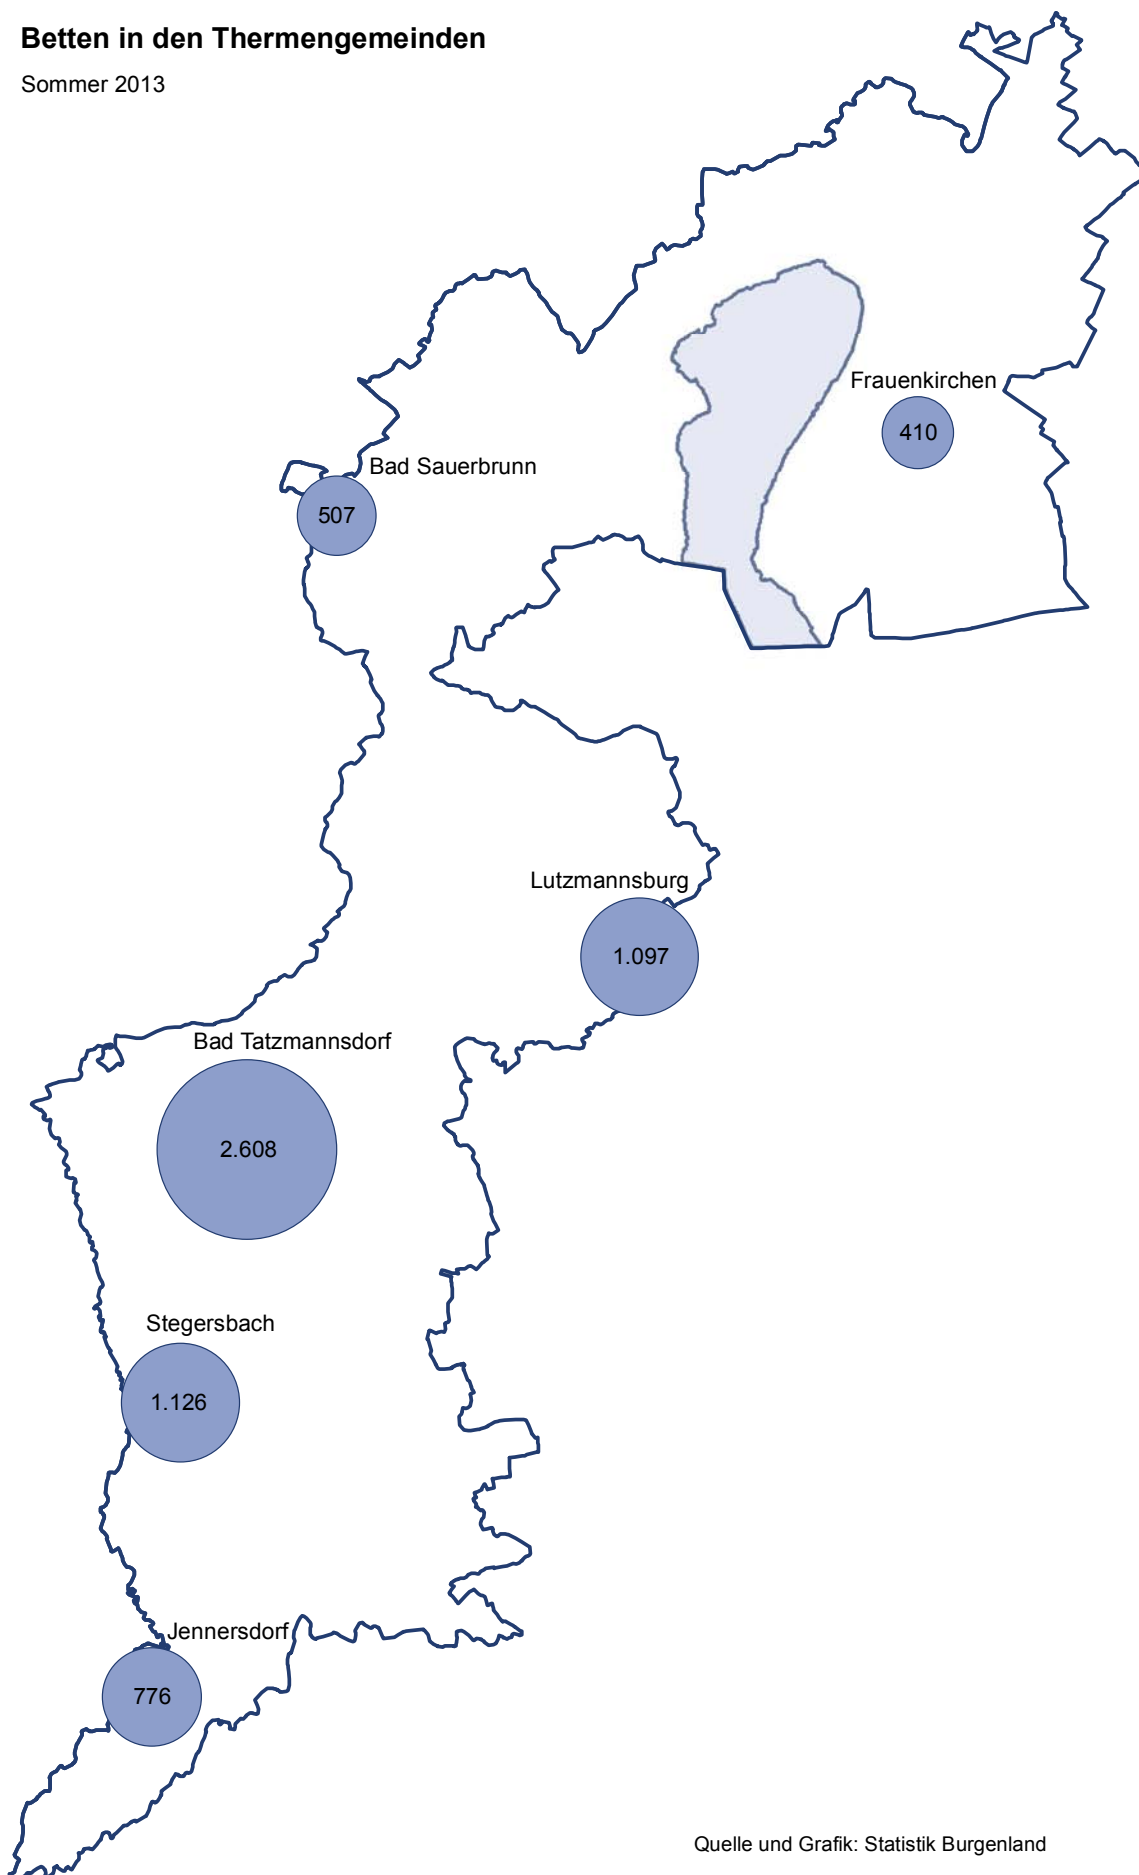 Betten in den Thermengemeinden
Sommer 2013
Frauenkirchen
410
Bad Sauerbrunn
507
Lutzmannsburg
1.097
Bad Tatzmannsdorf
2.608
Stegersbach
1.126
Jennersdorf
776
Quelle und Grafik: Statistik Burgenland